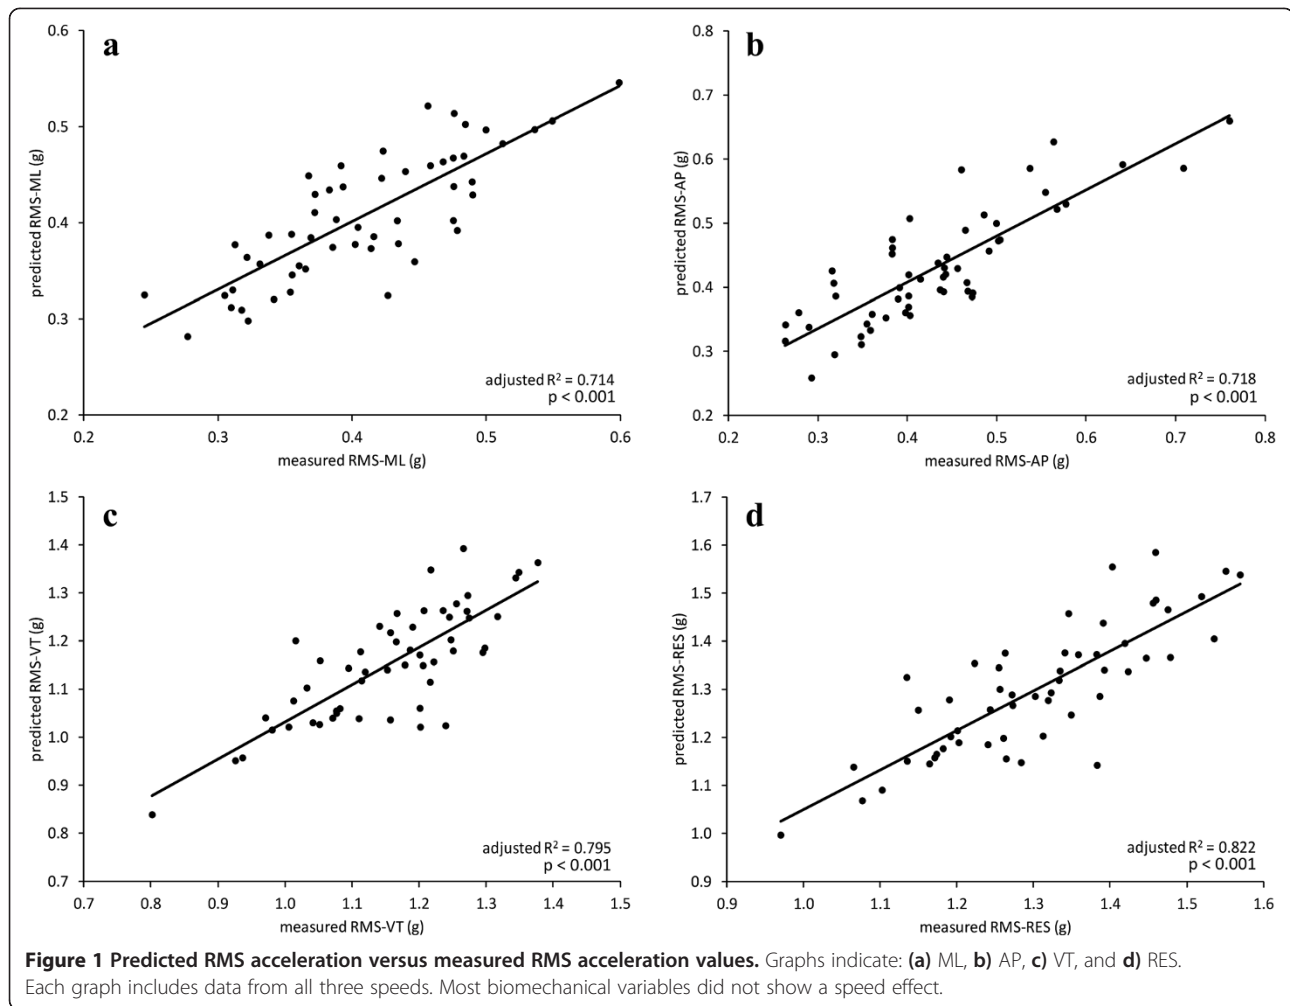 a
0.6
0.5
0.4
0.3
0.2
predicted RMS-ML (g)
adjusted R² = 0.714
p < 0.001
0.2 0.3 0.4 0.5 0.6
measured RMS-ML (g)
b
0.8
0.7
0.6
0.5
0.4
0.3
0.2
predicted RMS-AP (g)
adjusted R² = 0.718
p < 0.001
0.2 0.3 0.4 0.5 0.6 0.7 0.8
measured RMS-AP (g)
c
1.5
1.4
1.3
1.2
1.1
1.0
0.9
0.8
0.7
predicted RMS-VT (g)
adjusted R² = 0.795
p < 0.001
0.7 0.8 0.9 1.0 1.1 1.2 1.3 1.4 1.5
measured RMS-VT (g)
d
1.7
1.6
1.5
1.4
1.3
1.2
1.1
1.0
0.9
predicted RMS-RES (g)
adjusted R² = 0.822
p < 0.001
0.9 1.0 1.1 1.2 1.3 1.4 1.5 1.6
measured RMS-RES (g)
Figure 1 Predicted RMS acceleration versus measured RMS acceleration values. Graphs indicate: (a) ML, b) AP, c) VT, and d) RES.
Each graph includes data from all three speeds. Most biomechanical variables did not show a speed effect.